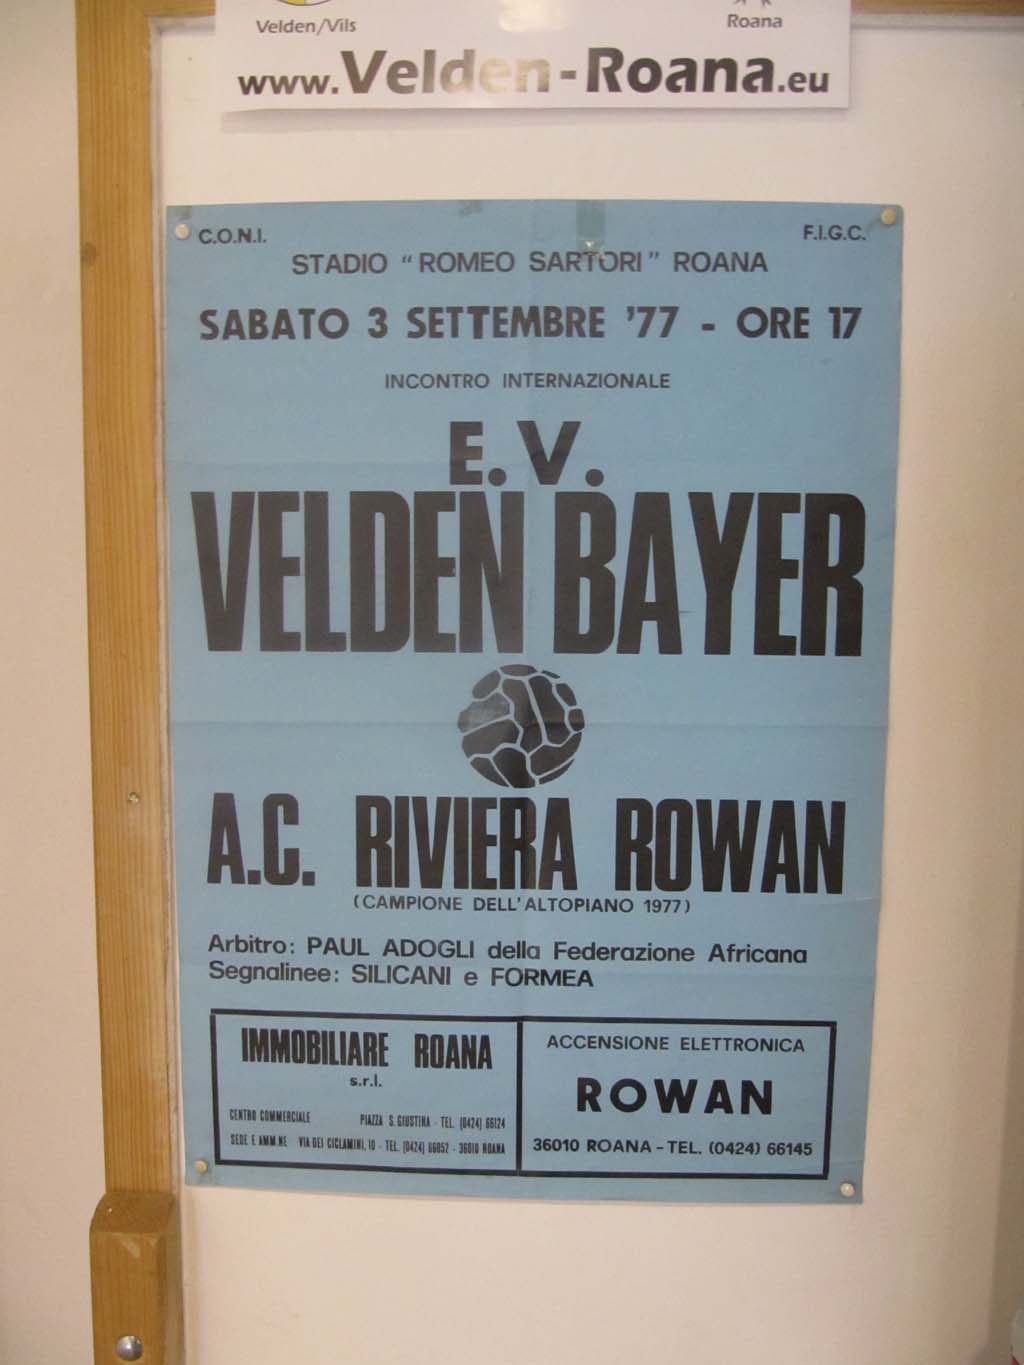 Velden/Vils
Roana
www.Velden-Roana.eu
C.O.N.I.
F.I.G.C.
STADIO "ROMEO SARTORI" ROANA
SABATO 3 SETTEMBRE '77 - ORE 17
INCONTRO INTERNAZIONALE
E.V.
VELDEN BAYER
A.C. RIVIERA ROWAN
(CAMPIONE DELL'ALTOPIANO 1977)
Arbitro: PAUL ADOGLI della Federazione Africana
Segnalinee: SILICANI e FORMEA
IMMOBILIARE ROANA
s.r.l.
CENTRO COMMERCIALE PIAZZA S. GIUSTINA - TEL. (0424) 66124
SEDE E AMM.NE VIA DEI CICLAMINI, 10 - TEL. (0424) 66052 - 36010 ROANA
ACCENSIONE ELETTRONICA
ROWAN
36010 ROANA - TEL. (0424) 66145